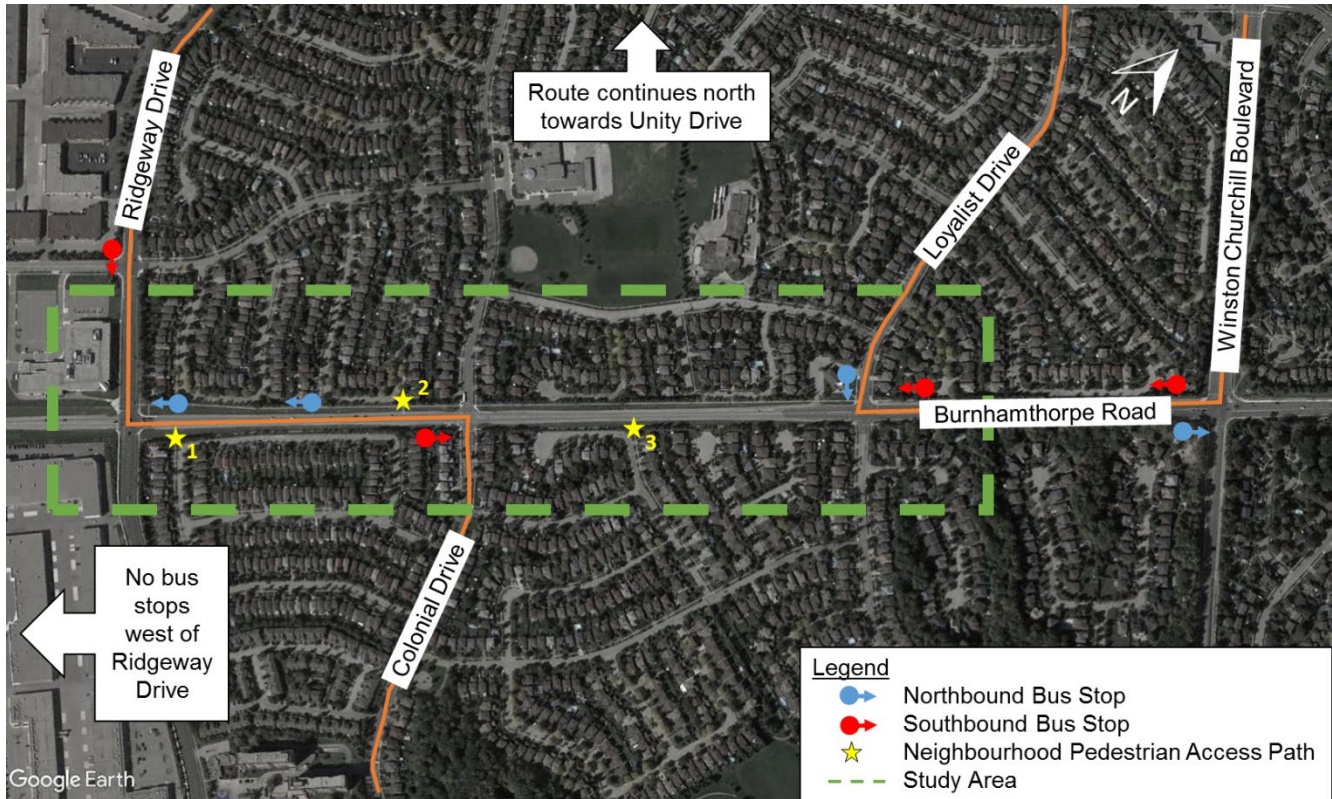 Ridgeway Drive
Route continues north
towards Unity Drive
Loyalist Drive
N
Winston Churchill Boulevard
2
Burnhamthorpe Road
1
3
No bus
stops
west of
Ridgeway
Drive
Colonial Drive
Legend
Northbound Bus Stop
Southbound Bus Stop
Neighbourhood Pedestrian Access Path
Study Area
Google Earth